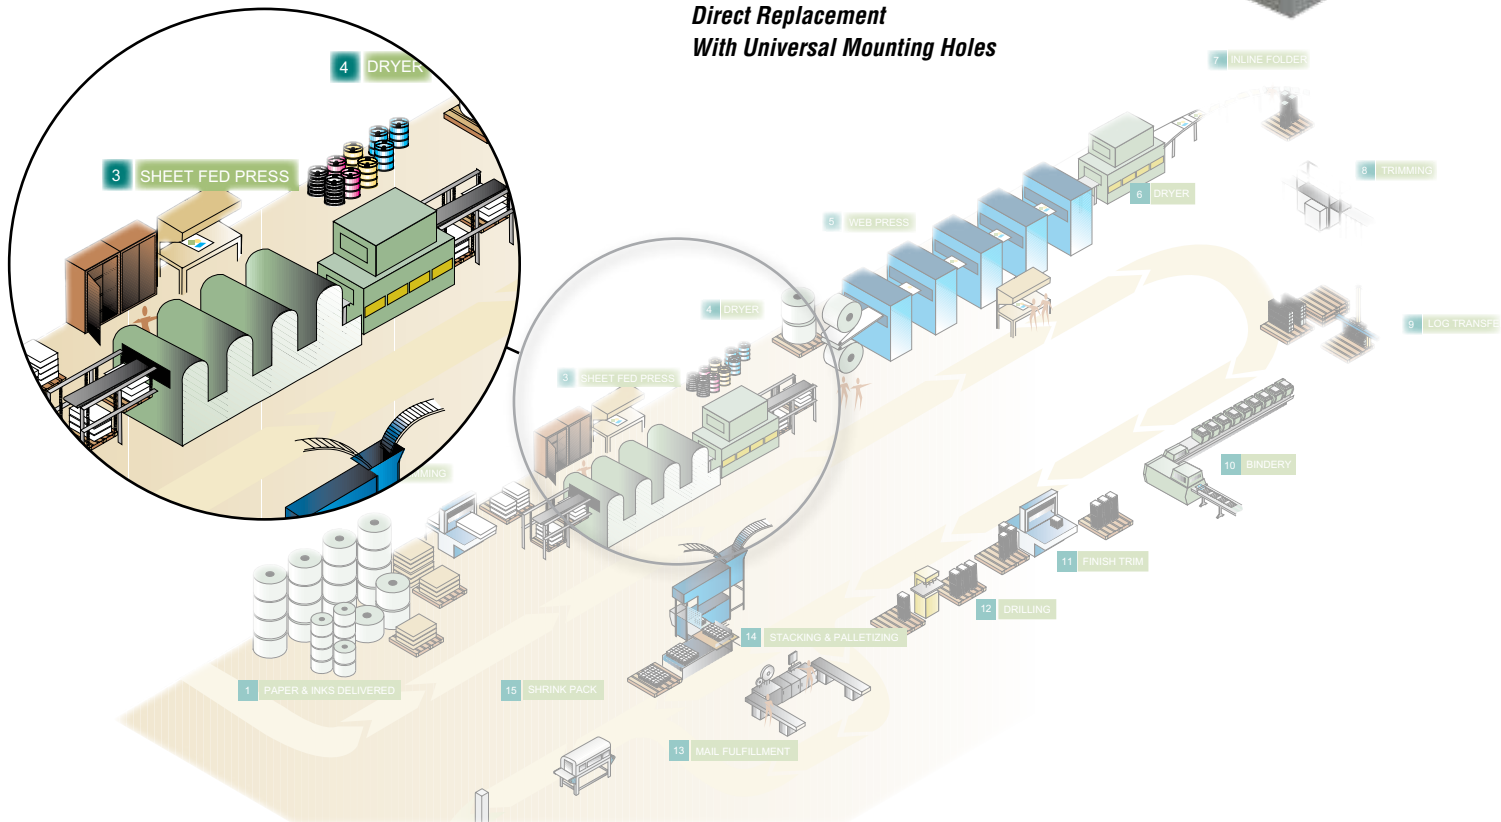 Direct Replacement
With Universal Mounting Holes
4 DRYER
3 SHEET FED PRESS
7 INLINE FOLDER
8 TRIMMING
6 DRYER
5 WEB PRESS
4 DRYER
9 LOG TRANSFE
3 SHEET FED PRESS
MING
10 BINDERY
11 FINISH TRIM
12 DRILLING
14 STACKING & PALLETIZING
1 PAPER & INKS DELIVERED
15 SHRINK PACK
13 MAIL FULFILLMENT